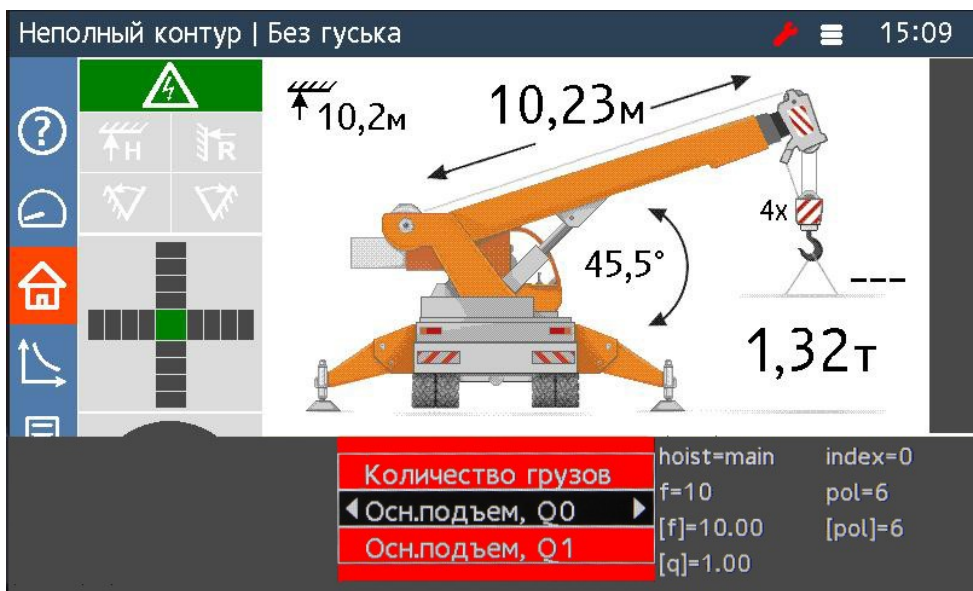 Неполный контур | Без гуська 15:09
?
10,2м
10,23м
H
R
4x
45,5°
---
1,32т
Количество грузов
Осн.подъем, Q0
Осн.подъем, Q1
hoist=main index=0
f=10 pol=6
[f]=10.00 [pol]=6
[q]=1.00